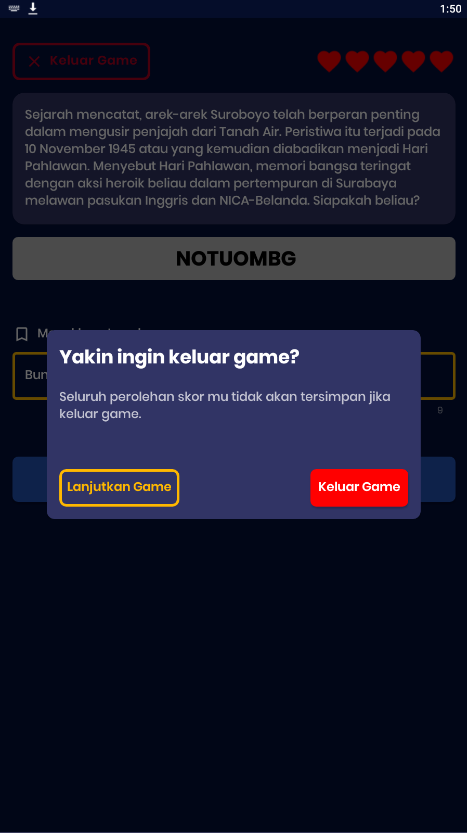 1:50
Keluar Game
Sejarah mencatat, arek-arek Suroboyo telah berperan penting
dalam mengusir penjajah dari Tanah Air. Peristiwa itu terjadi pada
10 November 1945 atau yang kemudian diabadikan menjadi Hari
Pahlawan. Menyebut Hari Pahlawan, memori bangsa teringat
dengan aksi heroik beliau dalam pertempuran di Surabaya
melawan pasukan Inggris dan NICA-Belanda. Siapakah beliau?
NOTUOMBG
Yakin ingin keluar game?
Seluruh perolehan skor mu tidak akan tersimpan jika
keluar game.
9
Lanjutkan Game
Keluar Game